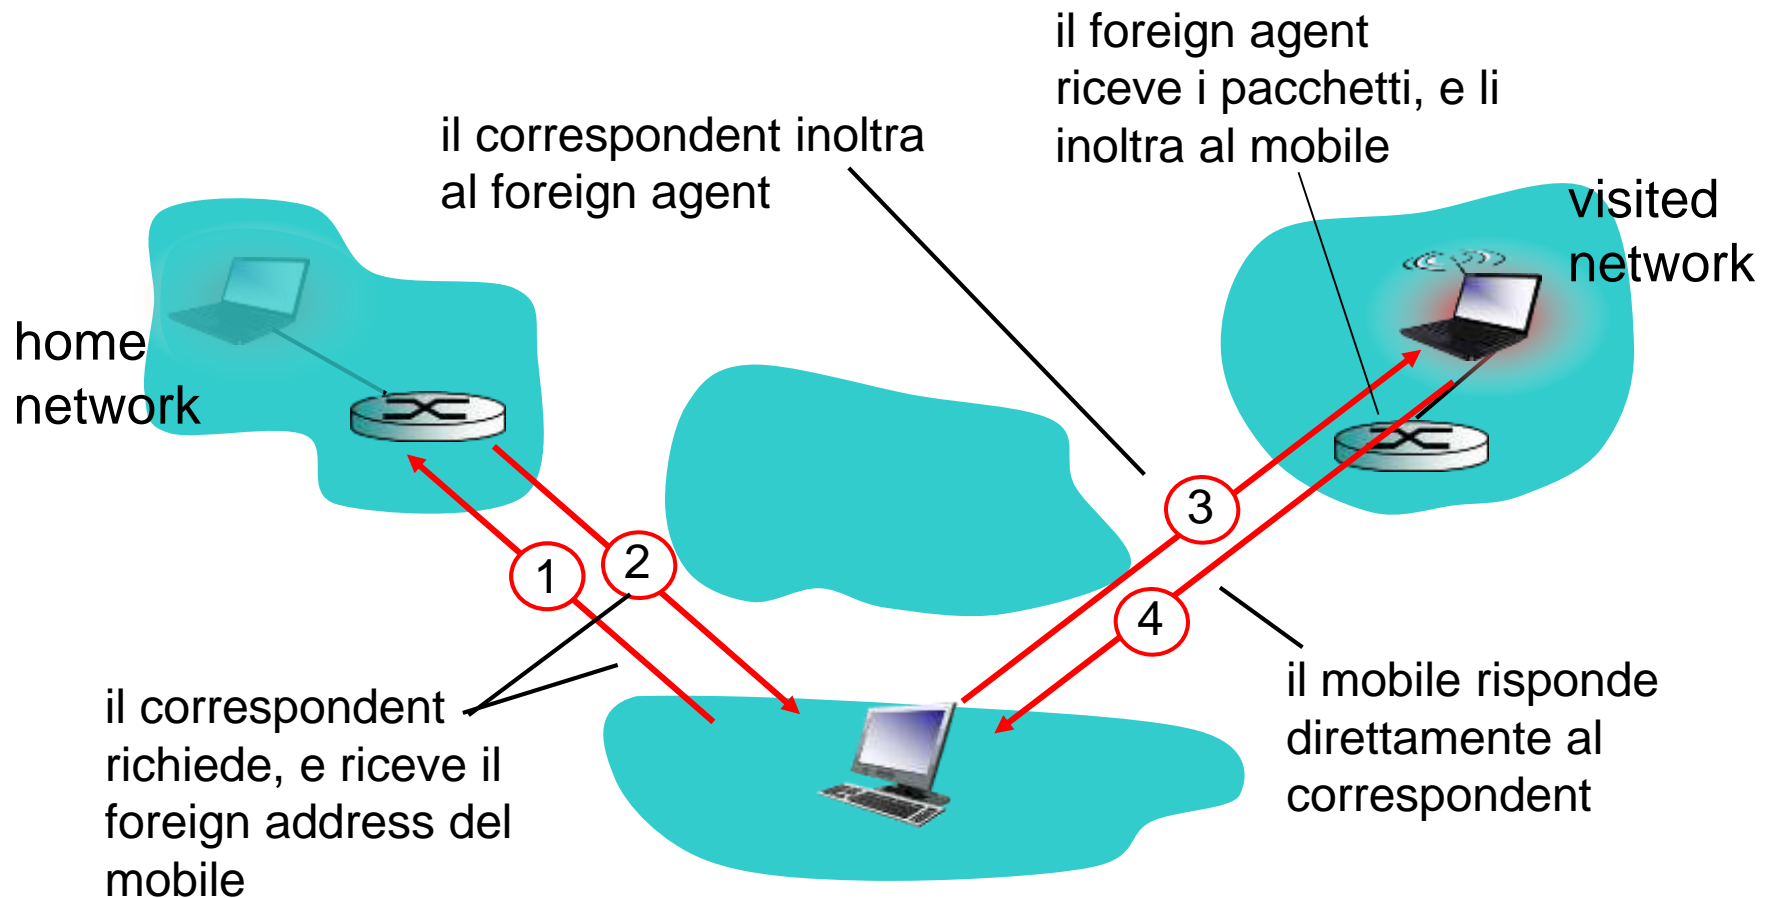 il foreign agent
riceve i pacchetti, e li
inoltra al mobile
il correspondent inoltra
al foreign agent
visited
network
home
network
3
2
1
4
il correspondent
richiede, e riceve il
foreign address del
mobile
il mobile risponde
direttamente al
correspondent